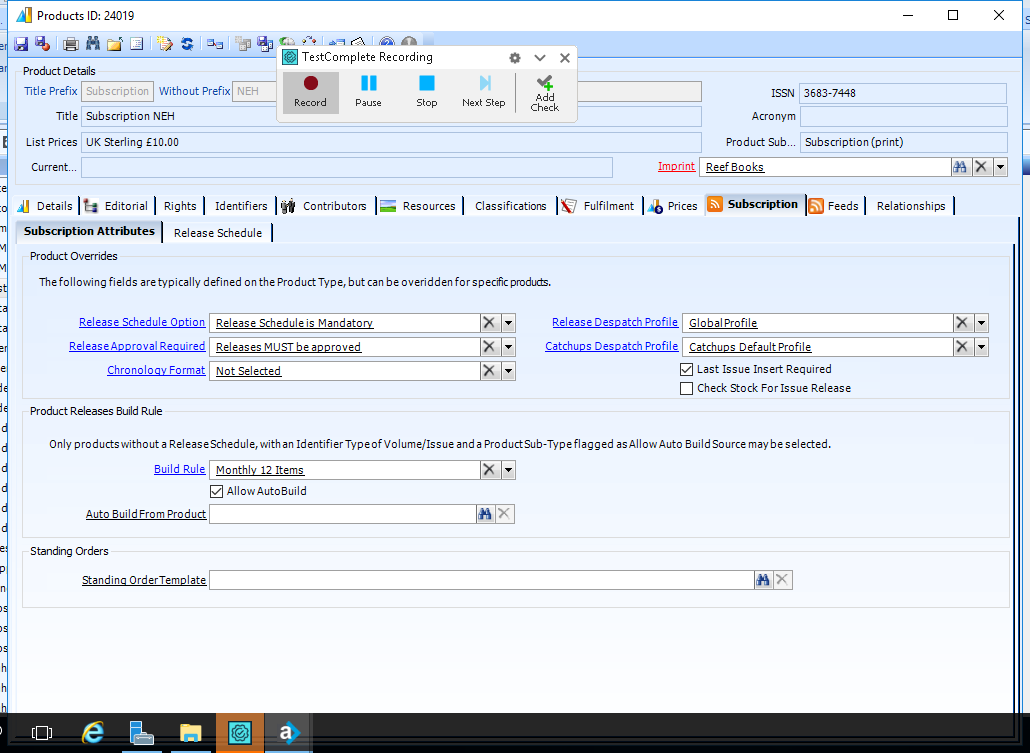 Products ID: 24019
TestComplete Recording
Record
Pause
Stop
Next Step
Add Check
Product Details
Title Prefix Subscription Without Prefix NEH
ISSN 3683-7448
Title Subscription NEH
Acronym
List Prices UK Sterling £10.00
Product Sub... Subscription (print)
Current...
Imprint Reef Books
Details Editorial Rights Identifiers Contributors Resources Classifications Fulfilment Prices Subscription Feeds Relationships
Subscription Attributes Release Schedule
Product Overrides
The following fields are typically defined on the Product Type, but can be overidden for specific products.
Release Schedule Option Release Schedule is Mandatory
Release Despatch Profile Global Profile
Release Approval Required Releases MUST be approved
Catchups Despatch Profile Catchups Default Profile
Chronology Format Not Selected
Last Issue Insert Required
Check Stock For Issue Release
Product Releases Build Rule
Only products without a Release Schedule, with an Identifier Type of Volume/Issue and a Product Sub-Type flagged as Allow Auto Build Source may be selected.
Build Rule Monthly 12 Items
Allow AutoBuild
Auto Build From Product
Standing Orders
Standing Order Template